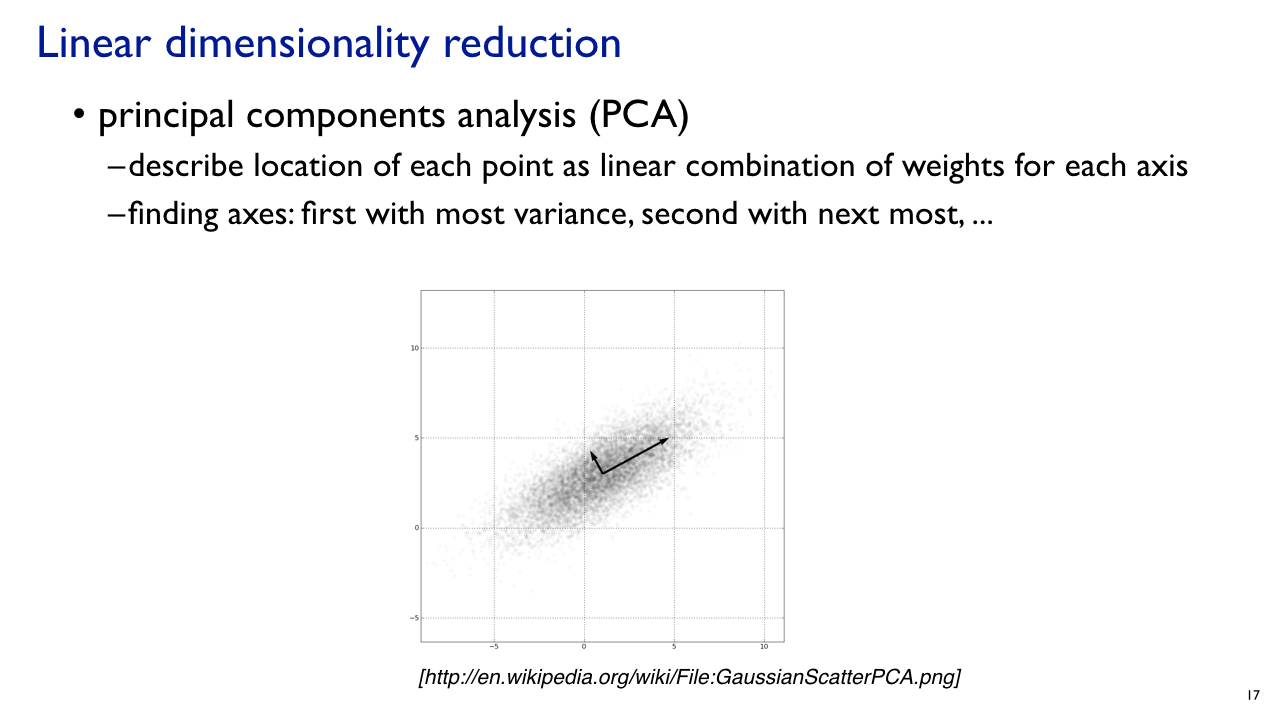 Linear dimensionality reduction
• principal components analysis (PCA)
–describe location of each point as linear combination of weights for each axis
–finding axes: first with most variance, second with next most, ...
10
5
0
−5
−5 0 5 10
[http://en.wikipedia.org/wiki/File:GaussianScatterPCA.png]
17